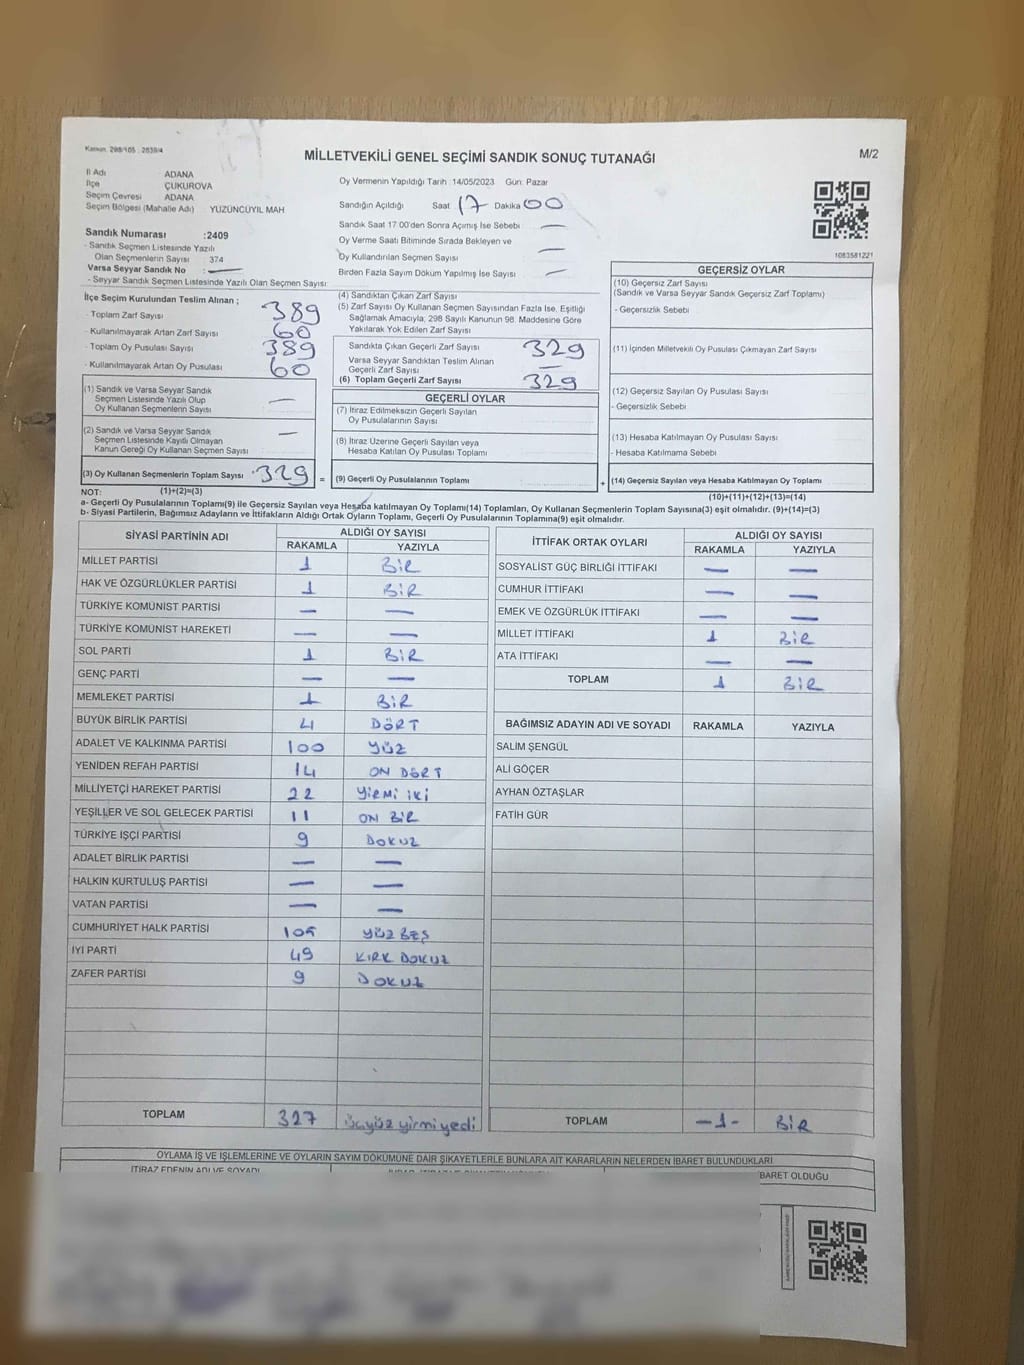 Kanun: 298/105 : 2839/4
MİLLETVEKİLİ GENEL SEÇİMİ SANDIK SONUÇ TUTANAĞI
M/2
İl Adı ADANA
İlçe ÇUKUROVA
Seçim Çevresi ADANA
Seçim Bölgesi (Mahalle Adı) YÜZÜNCÜYIL MAH
Sandık Numarası :2409
- Sandık Seçmen Listesinde Yazılı
Olan Seçmenlerin Sayısı 374
Varsa Seyyar Sandık No :
- Seyyar Seçmen Listesinde Yazılı Olan Seçmen Sayısı:
Oy Vermenin Yapıldığı Tarih :14/05/2023 Gün: Pazar
Sandığın Açıldığı Saat 17 Dakika 00
Sandık Saat 17:00'den Sonra Açımış İse Sebebi
Oy Verme Saati Bitiminde Sırada Bekleyen ve
Oy Kullandırılan Seçmen Sayısı
Birden Fazla Sayım Döküm Yapılmış İse Sayısı
1083581221
İlçe Seçim Kurulundan Teslim Alınan ;
- Toplam Zarf Sayısı 389
- Kullanılmayarak Artan Zarf Sayısı 60
- Toplam Oy Pusulası Sayısı 389
- Kullanılmayarak Artan Oy Pusulası 60
(1) Sandık ve Varsa Seyyar Sandık
Seçmen Listesinde Yazılı Olup
Oy Kullanan Seçmenlerin Sayısı —
(2) Sandık ve Varsa Seyyar Sandık
Seçmen Listesinde Kayıtlı Olmayan
Kanun Gereği Oy Kullanan Seçmen Sayısı —
(3) Oy Kullanan Seçmenlerin Toplam Sayısı 329 =
(1)+(2)=(3)
(4) Sandıktan Çıkan Zarf Sayısı
(5) Zarf Sayısı Oy Kullanan Seçmen Sayısından Fazla İse, Eşitliği
Sağlamak Amacıyla, 298 Sayılı Kanunun 98. Maddesine Göre
Yakılarak Yok Edilen Zarf Sayısı
Sandıkta Çıkan Geçerli Zarf Sayısı 329
Varsa Seyyar Sandıktan Teslim Alınan
Geçerli Zarf Sayısı —
(6) Toplam Geçerli Zarf Sayısı 329
GEÇERLİ OYLAR
(7) İtiraz Edilmeksizin Geçerli Sayılan
Oy Pusulalarının Sayısı
(8) İtiraz Üzerine Geçerli Sayılan veya
Hesaba Katılan Oy Pusulası Toplamı
(9) Geçerli Oy Pusulalarının Toplamı +
GEÇERSİZ OYLAR
(10) Geçersiz Zarf Sayısı
(Sandık ve Varsa Seyyar Sandık Geçersiz Zarf Toplamı)
- Geçersizlik Sebebi
(11) İçinden Milletvekili Oy Pusulası Çıkmayan Zarf Sayısı
(12) Geçersiz Sayılan Oy Pusulası Sayısı
- Geçersizlik Sebebi
(13) Hesaba Katılmayan Oy Pusulası Sayısı
- Hesaba Katılmama Sebebi
(14) Geçersiz Sayılan veya Hesaba Katılmayan Oy Toplamı
(10)+(11)+(12)+(13)=(14)
NOT:
a- Geçerli Oy Pusulalarının Toplamı(9) ile Geçersiz Sayılan veya Hesaba katılmayan Oy Toplamı(14) Toplamları, Oy Kullanan Seçmenlerin Toplam Sayısına(3) eşit olmalıdır. (9)+(14)=(3)
b- Siyasi Partilerin, Bağımsız Adayların ve İttifakların Aldığı Ortak Oyların Toplamı, Geçerli Oy Pusulalarının Toplamına(9) eşit olmalıdır.
SİYASİ PARTİNİN ADI ALDIĞI OY SAYISI
RAKAMLA YAZIYLA
MİLLET PARTİSİ 1 BİR
HAK VE ÖZGÜRLÜKLER PARTİSİ 1 BİR
TÜRKİYE KOMÜNİST PARTİSİ — —
TÜRKİYE KOMÜNİST HAREKETİ — —
SOL PARTİ 1 BİR
GENÇ PARTİ — —
MEMLEKET PARTİSİ 1 BİR
BÜYÜK BİRLİK PARTİSİ 4 DÖRT
ADALET VE KALKINMA PARTİSİ 100 YÜZ
YENİDEN REFAH PARTİSİ 14 ON DÖRT
MİLLİYETÇİ HAREKET PARTİSİ 22 YİRMİ İKİ
YEŞİLLER VE SOL GELECEK PARTİSİ 11 ON BİR
TÜRKİYE İŞÇİ PARTİSİ 9 DOKUZ
ADALET BİRLİK PARTİSİ — —
HALKIN KURTULUŞ PARTİSİ — —
VATAN PARTİSİ — —
CUMHURİYET HALK PARTİSİ 105 YÜZ BEŞ
İYİ PARTİ 49 KIRK DOKUZ
ZAFER PARTİSİ 9 DOKUZ
TOPLAM 327 üçyüz yirmi yedi
İTTİFAK ORTAK OYLARI ALDIĞI OY SAYISI
RAKAMLA YAZIYLA
SOSYALİST GÜÇ BİRLİĞİ İTTİFAKI — —
CUMHUR İTTİFAKI — —
EMEK VE ÖZGÜRLÜK İTTİFAKI — —
MİLLET İTTİFAKI 1 BİR
ATA İTTİFAKI — —
TOPLAM 1 BİR
BAĞIMSIZ ADAYIN ADI VE SOYADI RAKAMLA YAZIYLA
SALİM ŞENGÜL
ALİ GÖÇER
AYHAN ÖZTAŞLAR
FATİH GÜR
TOPLAM —1- BİR
OYLAMA İŞ VE İŞLEMLERİNE VE OYLARIN SAYIM DÖKÜMÜNE DAİR ŞİKAYETLERLE BUNLARA AİT KARARLARIN NELERDEN İBARET BULUNDUKLARI
İTİRAZ EDENİN ADI VE SOYADI
BARET OLDUĞU